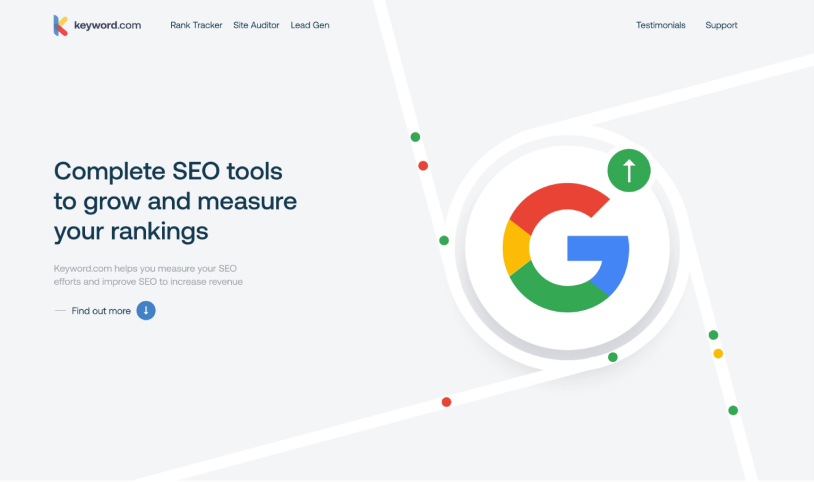 keyword.com
Rank Tracker
Site Auditor
Lead Gen
Testimonials
Support
Complete SEO tools
to grow and measure
your rankings
Keyword.com helps you measure your SEO
efforts and improve SEO to increase revenue
Find out more